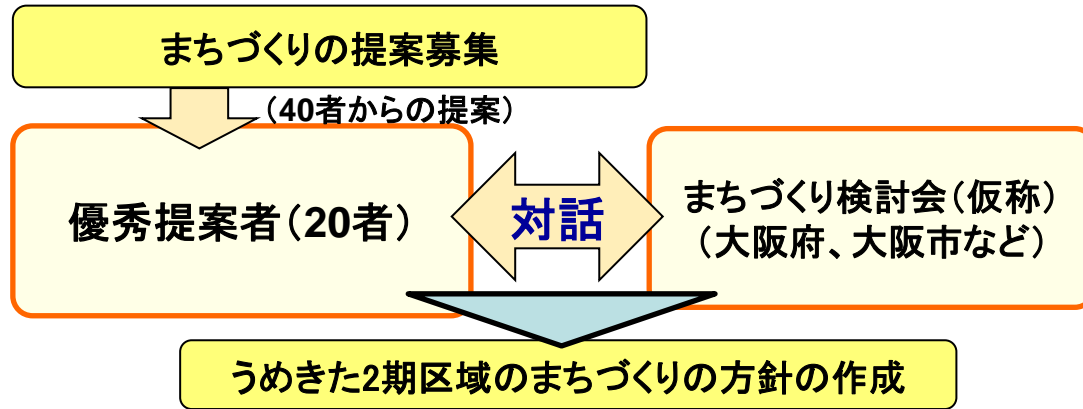 まちづくりの提案募集
（40者からの提案）
優秀提案者（20者）
対話
まちづくり検討会（仮称）
（大阪府、大阪市など）
うめきた2期区域のまちづくりの方針の作成